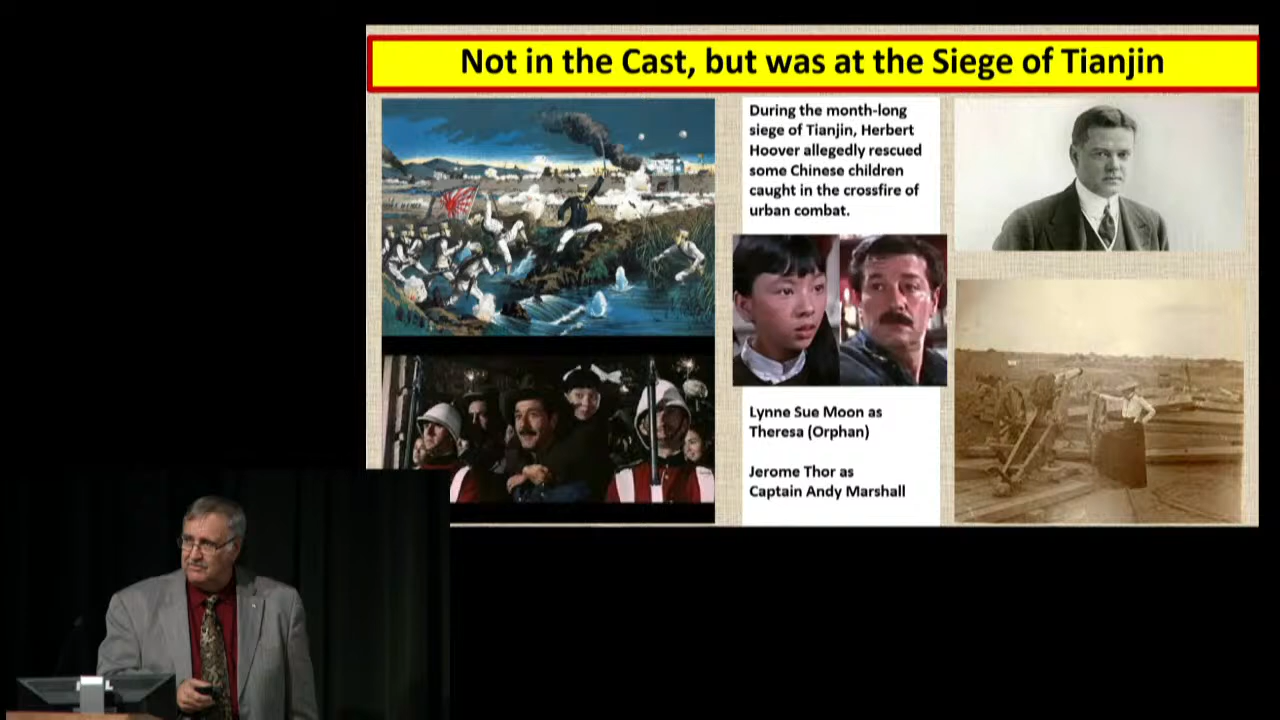 Not in the Cast, but was at the Siege of Tianjin
During the month-long
siege of Tianjin, Herbert
Hoover allegedly rescued
some Chinese children
caught in the crossfire of
urban combat.
Lynne Sue Moon as
Theresa (Orphan)
Jerome Thor as
Captain Andy Marshall